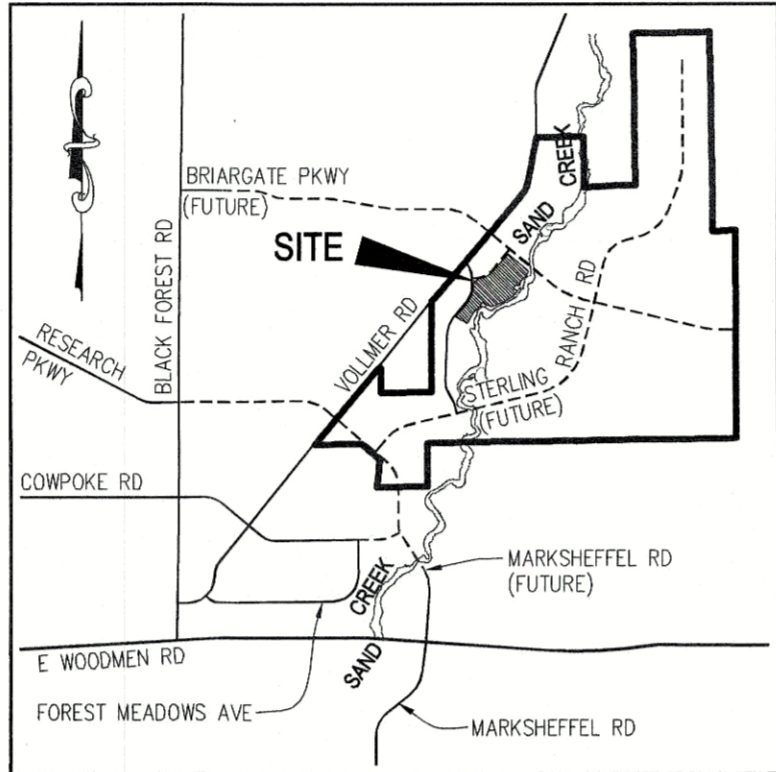 CREEK
SAND
BRIARGATE PKWY
(FUTURE)
SITE
BLACK FOREST RD
VOLLMER RD
RANCH RD
STERLING
(FUTURE)
RESEARCH
PKWY
COWPOKE RD
MARKSHEFFEL RD
(FUTURE)
CREEK
SAND
E WOODMEN RD
FOREST MEADOWS AVE
MARKSHEFFEL RD